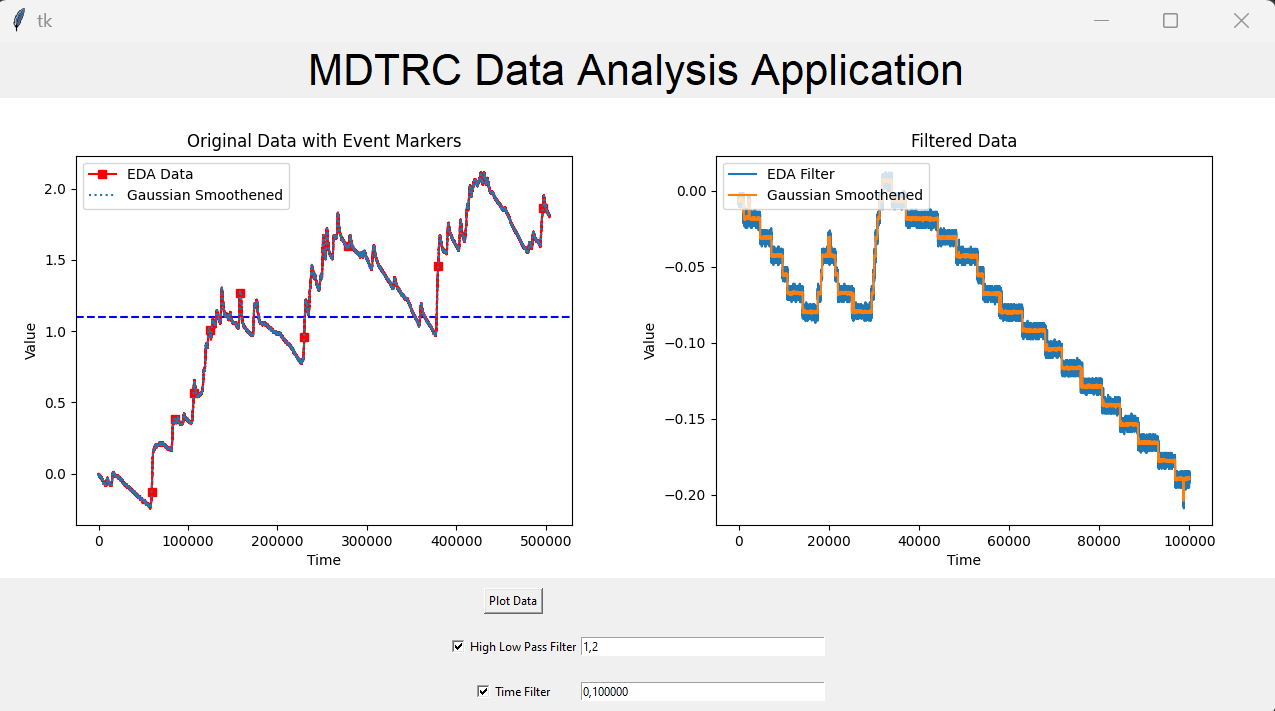 tk
MDTRC Data Analysis Application
Original Data with Event Markers
EDA Data
Gaussian Smoothened
Value
2.0
1.5
1.0
0.5
0.0
0 100000 200000 300000 400000 500000
Time
Filtered Data
EDA Filter
Gaussian Smoothened
Value
0.00
−0.05
−0.10
−0.15
−0.20
0 20000 40000 60000 80000 100000
Time
Plot Data
High Low Pass Filter 1,2
Time Filter 0,100000